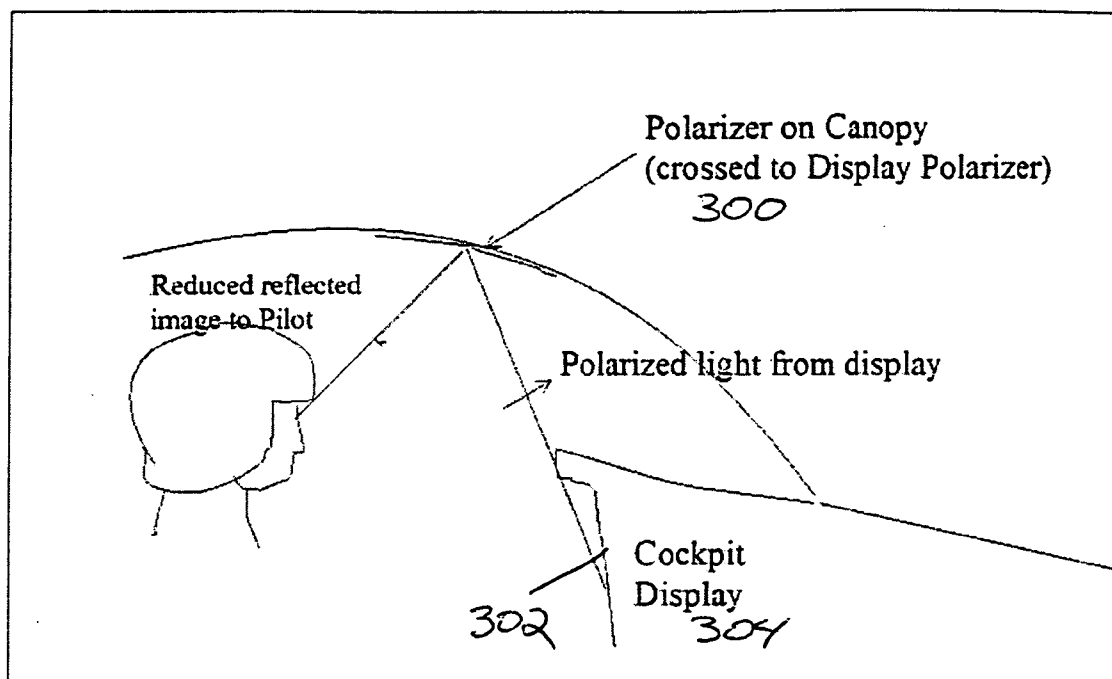 Polarizer on Canopy
(crossed to Display Polarizer)
300
Reduced reflected
image to Pilot
Polarized light from display
Cockpit
Display
302
304